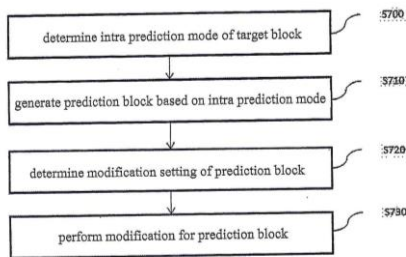 determine intra prediction mode of target block
S700
generate prediction block based on intra prediction mode
S710
determine modification setting of prediction block
S720
perform modification for prediction block
S730